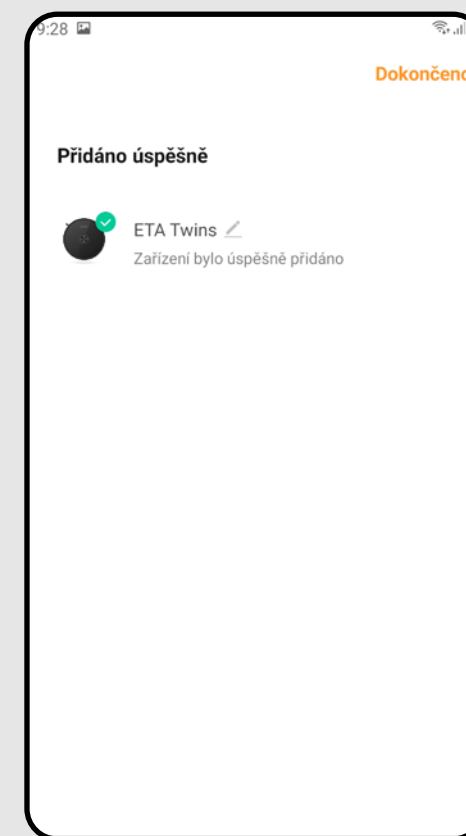 9:28
Dokončeno
Přidáno úspěšně
ETA Twins
Zařízení bylo úspěšně přidáno